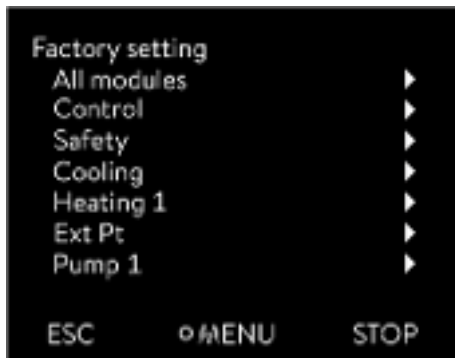 Factory setting
All modules
Control
Safety
Cooling
Heating 1
Ext Pt
Pump 1
ESC MENU STOP